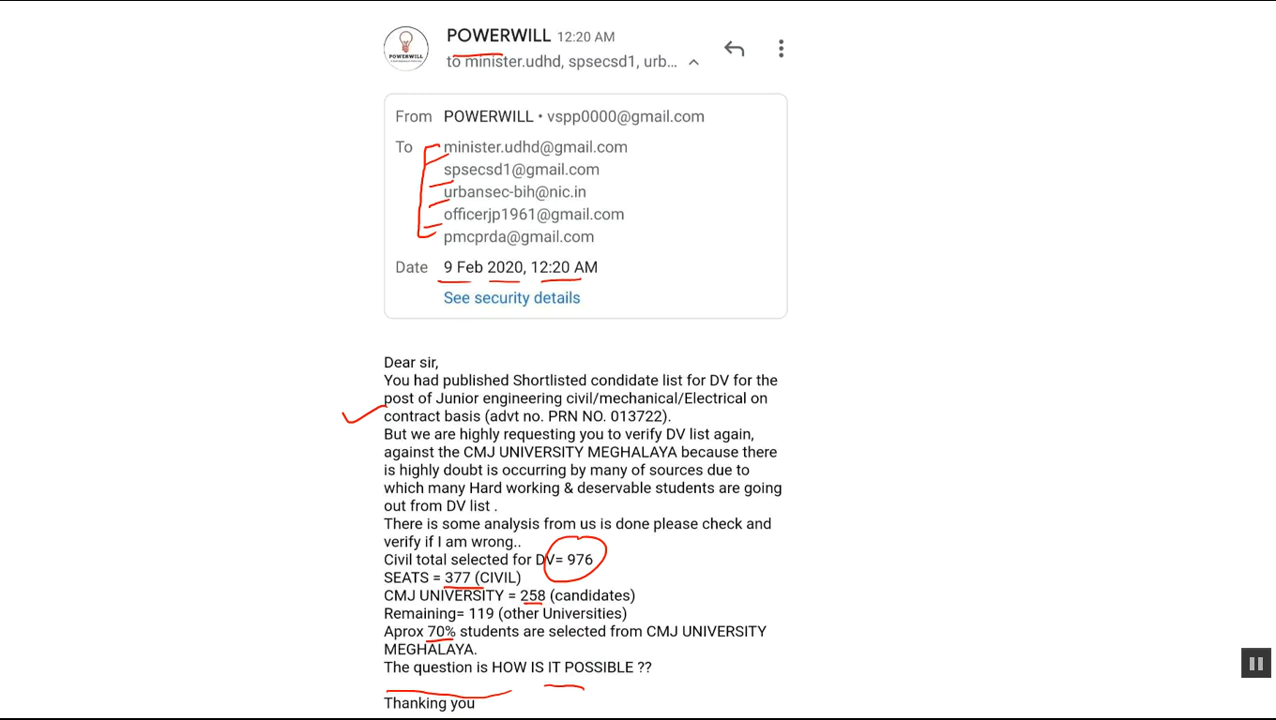 POWERWILL 12:20 AM
to minister.udhd, spsecsd1, urb...
POWERWILL
From POWERWILL • vspp0000@gmail.com
To minister.udhd@gmail.com
spsecsd1@gmail.com
urbansec-bih@nic.in
officerjp1961@gmail.com
pmcprda@gmail.com
Date 9 Feb 2020, 12:20 AM
See security details
Dear sir,
You had published Shortlisted condidate list for DV for the
post of Junior engineering civil/mechanical/Electrical on
contract basis (advt no. PRN NO. 013722).
But we are highly requesting you to verify DV list again,
against the CMJ UNIVERSITY MEGHALAYA because there
is highly doubt is occurring by many of sources due to
which many Hard working & deservable students are going
out from DV list .
There is some analysis from us is done please check and
verify if I am wrong..
Civil total selected for DV= 976
SEATS = 377 (CIVIL)
CMJ UNIVERSITY = 258 (candidates)
Remaining= 119 (other Universities)
Aprox 70% students are selected from CMJ UNIVERSITY
MEGHALAYA.
The question is HOW IS IT POSSIBLE ??
Thanking you